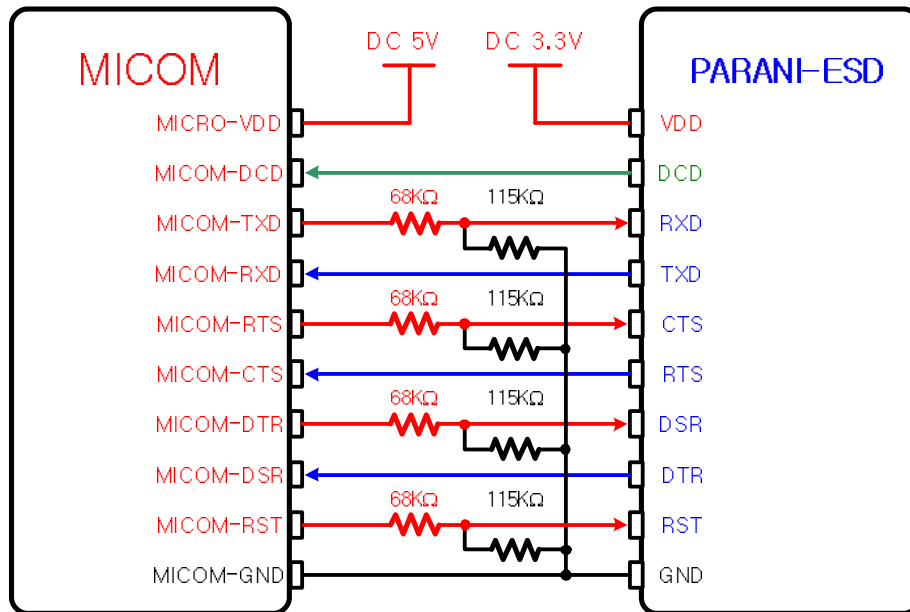 DC 5V DC 3.3V
MICOM PARANI-ESD
MICRO-VDD VDD
MICOM-DCD DCD
68KΩ 115KΩ
MICOM-TXD RXD
MICOM-RXD TXD
68KΩ 115KΩ
MICOM-RTS CTS
MICOM-CTS RTS
68KΩ 115KΩ
MICOM-DTR DSR
MICOM-DSR DTR
68KΩ 115KΩ
MICOM-RST RST
MICOM-GND GND